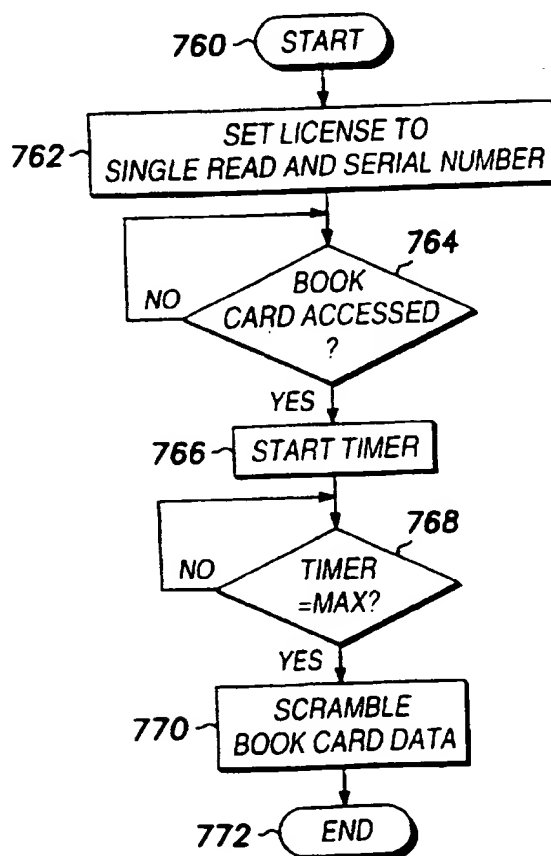 760
START
762
SET LICENSE TO
SINGLE READ AND SERIAL NUMBER
764
NO
BOOK
CARD ACCESSED
?
YES
766
START TIMER
768
NO
TIMER
=MAX?
YES
770
SCRAMBLE
BOOK CARD DATA
772
END